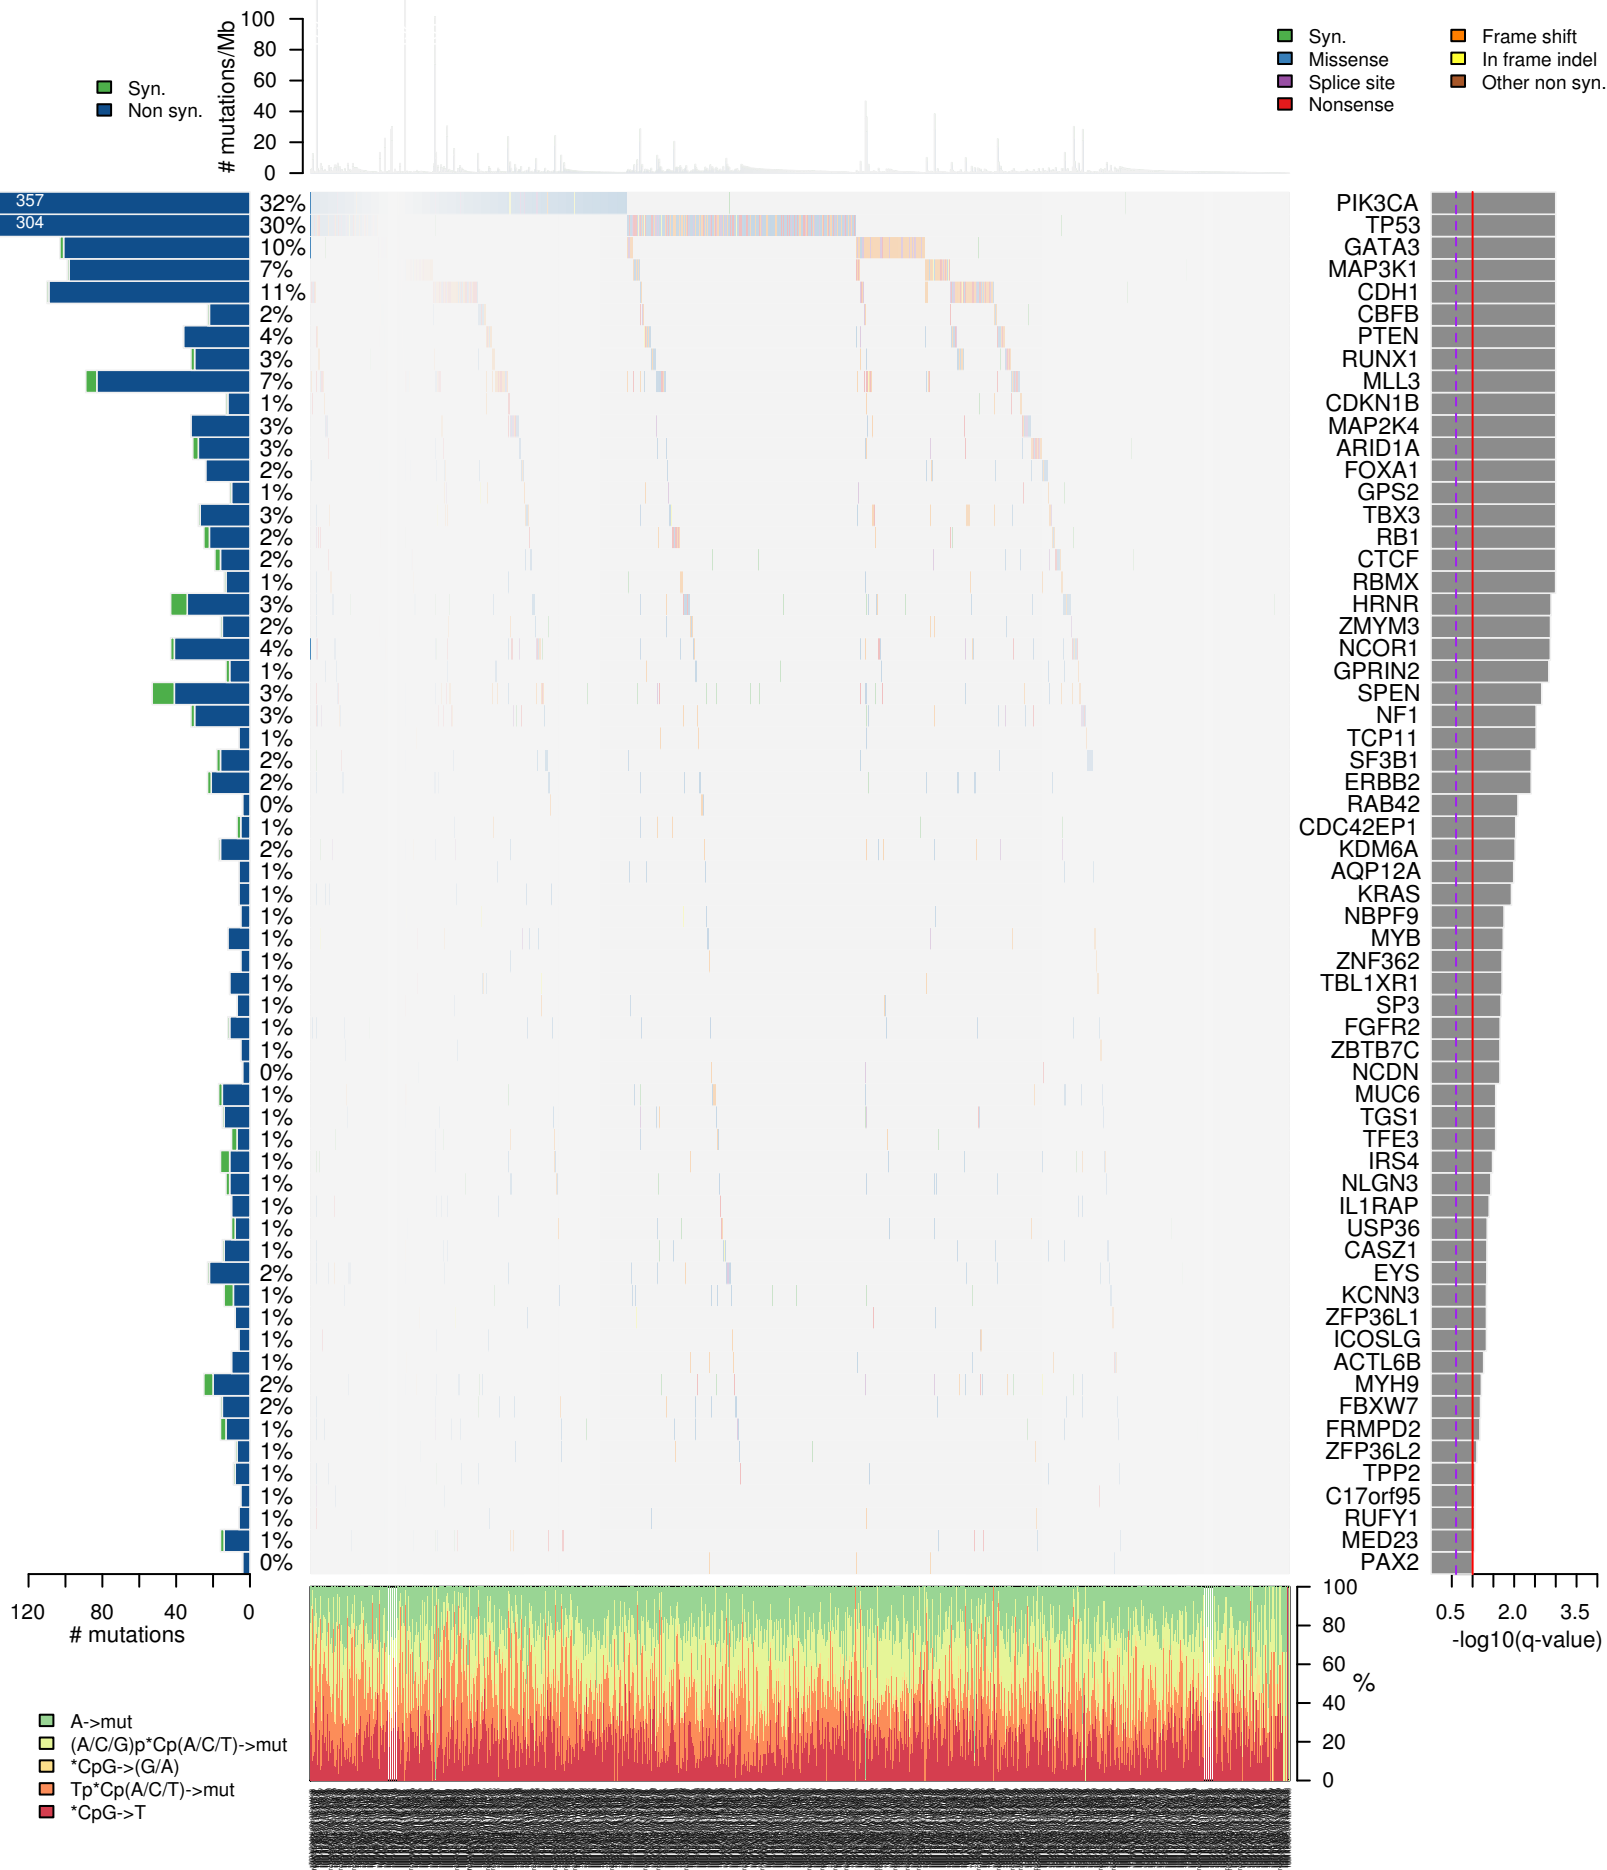 # mutations/Mb
100
80
60
40
20
0
Syn.
Non syn.
Syn.
Missense
Splice site
Nonsense
Frame shift
In frame indel
Other non syn.
357 32% PIK3CA
304 30% TP53
10% GATA3
7% MAP3K1
11% CDH1
2% CBFB
4% PTEN
3% RUNX1
7% MLL3
1% CDKN1B
3% MAP2K4
3% ARID1A
2% FOXA1
1% GPS2
3% TBX3
2% RB1
2% CTCF
1% RBMX
3% HRNR
2% ZMYM3
4% NCOR1
1% GPRIN2
3% SPEN
3% NF1
1% TCP11
2% SF3B1
2% ERBB2
0% RAB42
1% CDC42EP1
2% KDM6A
1% AQP12A
1% KRAS
1% NBPF9
1% MYB
1% ZNF362
1% TBL1XR1
1% SP3
1% FGFR2
1% ZBTB7C
0% NCDN
1% MUC6
1% TGS1
1% TFE3
1% IRS4
1% NLGN3
1% IL1RAP
1% USP36
1% CASZ1
2% EYS
1% KCNN3
1% ZFP36L1
1% ICOSLG
1% ACTL6B
2% MYH9
2% FBXW7
1% FRMPD2
1% ZFP36L2
1% TPP2
1% C17orf95
1% RUFY1
1% MED23
0% PAX2
120 80 40 0
# mutations
100
80
60
40
20
0
%
0.5 2.0 3.5
-log10(q-value)
A->mut
(A/C/G)p*Cp(A/C/T)->mut
*CpG->(G/A)
Tp*Cp(A/C/T)->mut
*CpG->T